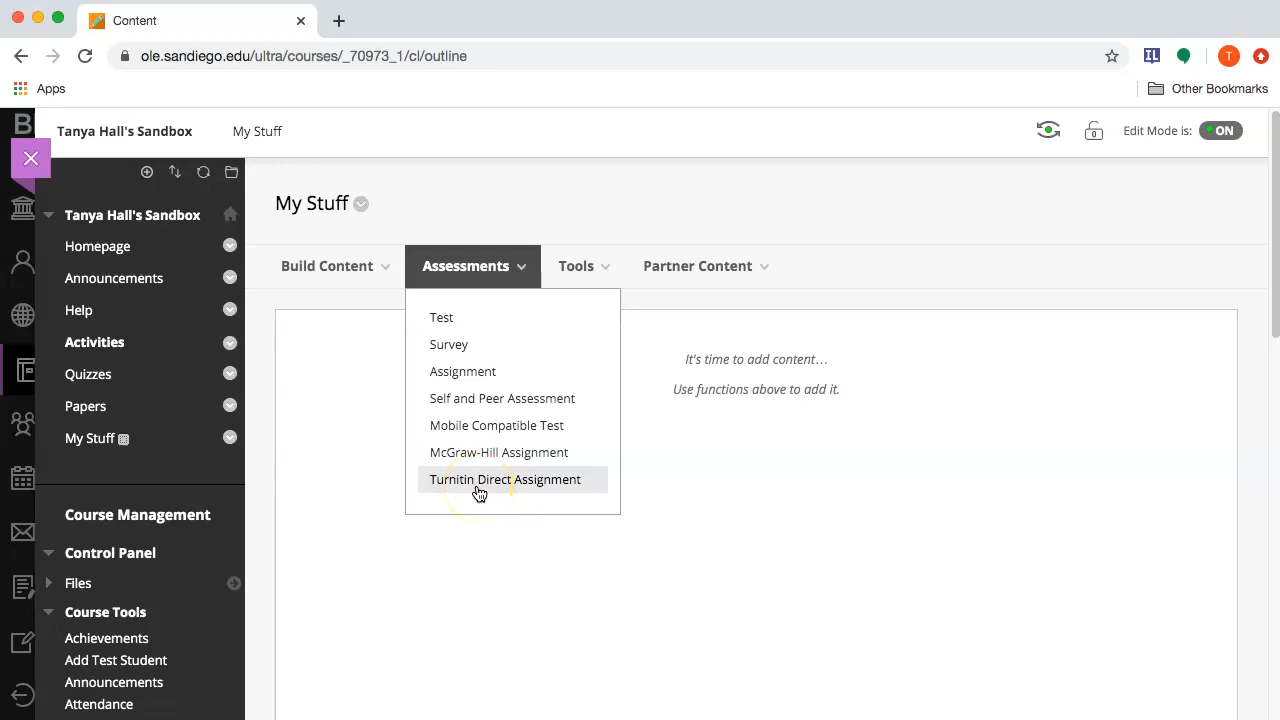 Content
ole.sandiego.edu/ultra/courses/_70973_1/cl/outline
IL
T
Apps
Other Bookmarks
B
Tanya Hall's Sandbox
My Stuff
Edit Mode is:
ON
Tanya Hall's Sandbox
Homepage
Announcements
Help
Activities
Quizzes
Papers
My Stuff
Course Management
Control Panel
Files
Course Tools
Achievements
Add Test Student
Announcements
Attendance
My Stuff
Build Content
Assessments
Tools
Partner Content
Test
Survey
Assignment
Self and Peer Assessment
Mobile Compatible Test
McGraw-Hill Assignment
Turnitin Direct Assignment
It's time to add content…
Use functions above to add it.